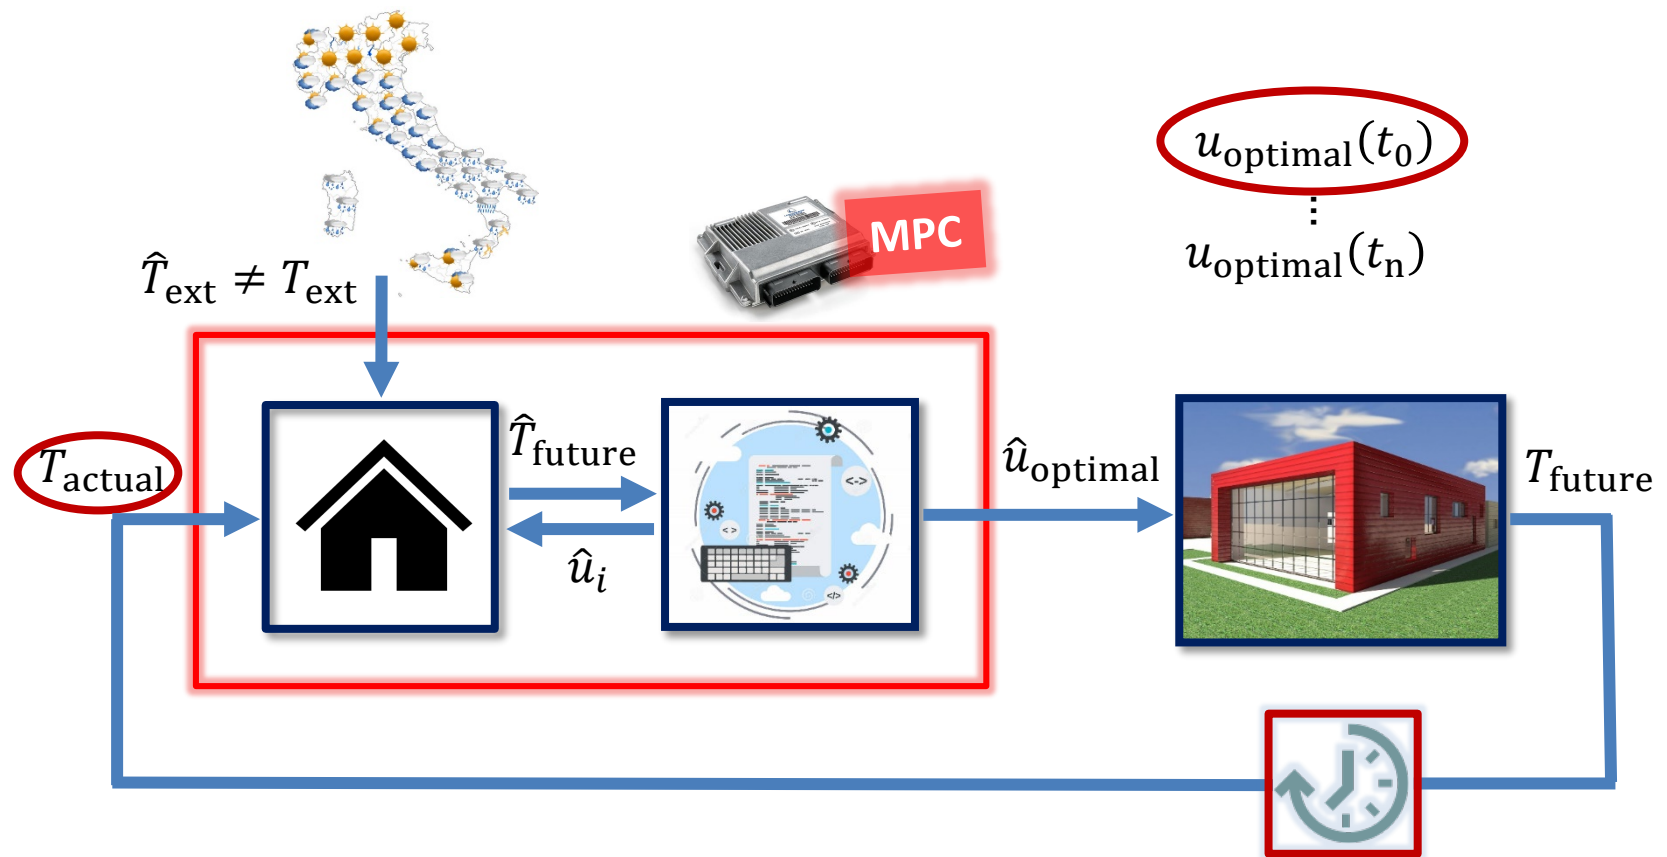 u_optimal(t_0)
⋮
u_optimal(t_n)
MPC
T̂_ext ≠ T_ext
T_actual
T̂_future
û_i
<->
< >
</>
û_optimal
T_future